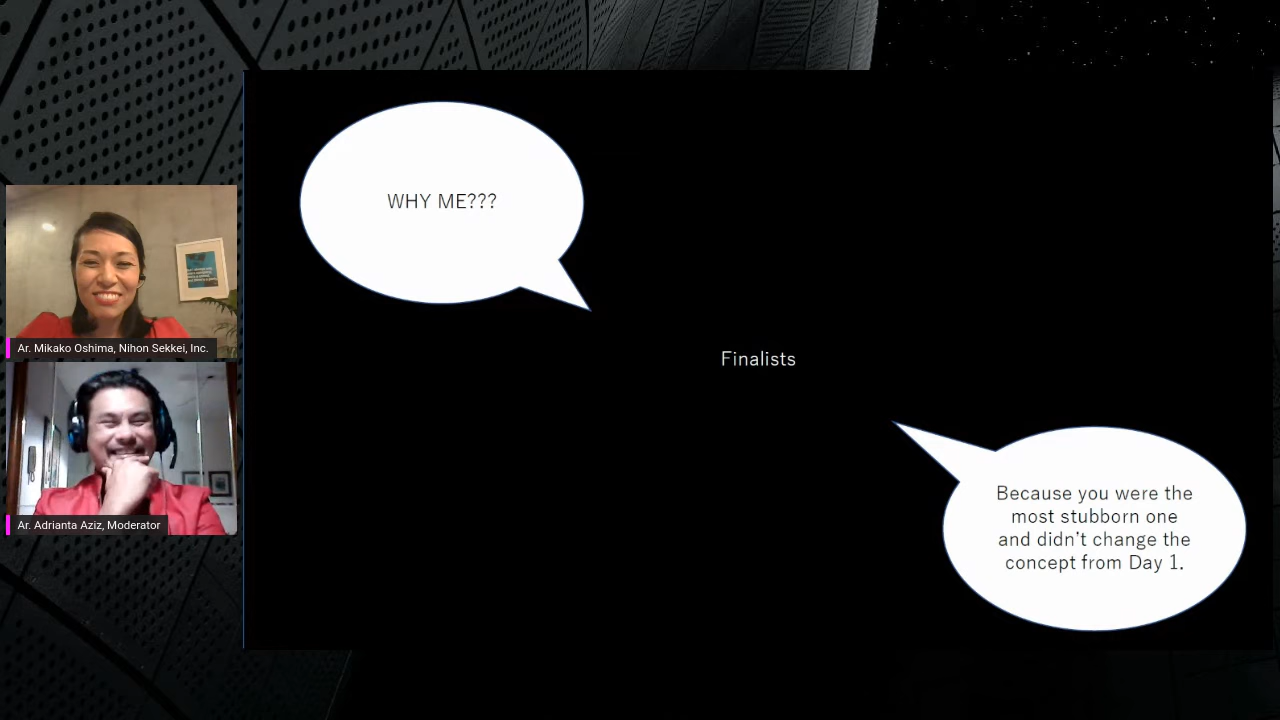 WHY ME???
Finalists
Because you were the
most stubborn one
and didn't change the
concept from Day 1.
Ar. Mikako Oshima, Nihon Sekkei, Inc.
Ar. Adrianta Aziz, Moderator